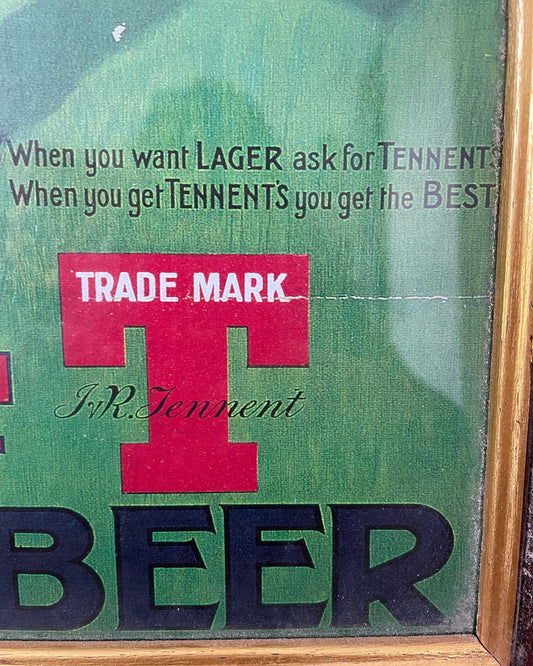 When you want LAGER ask for TENNENTS
When you get TENNENT'S you get the BEST
TRADE MARK
T
J&R. Tennent
BEER